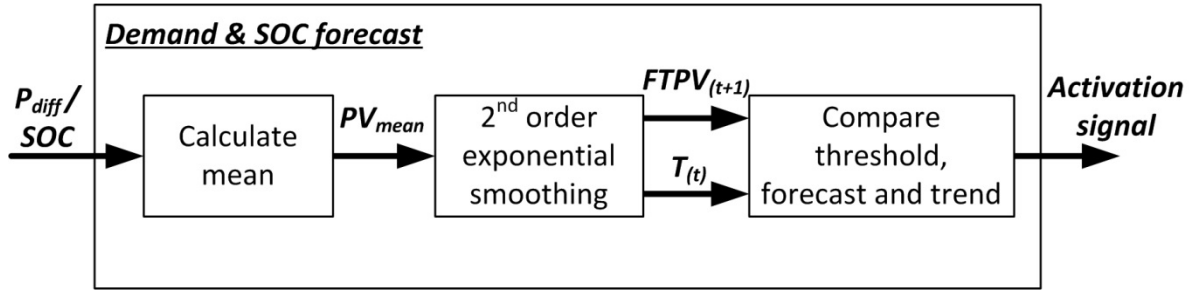 Demand & SOC forecast
P_diff/
SOC
Calculate
mean
PV_mean
2nd order
exponential
smoothing
FTPV_(t+1)
T_(t)
Compare
threshold,
forecast and trend
Activation
signal